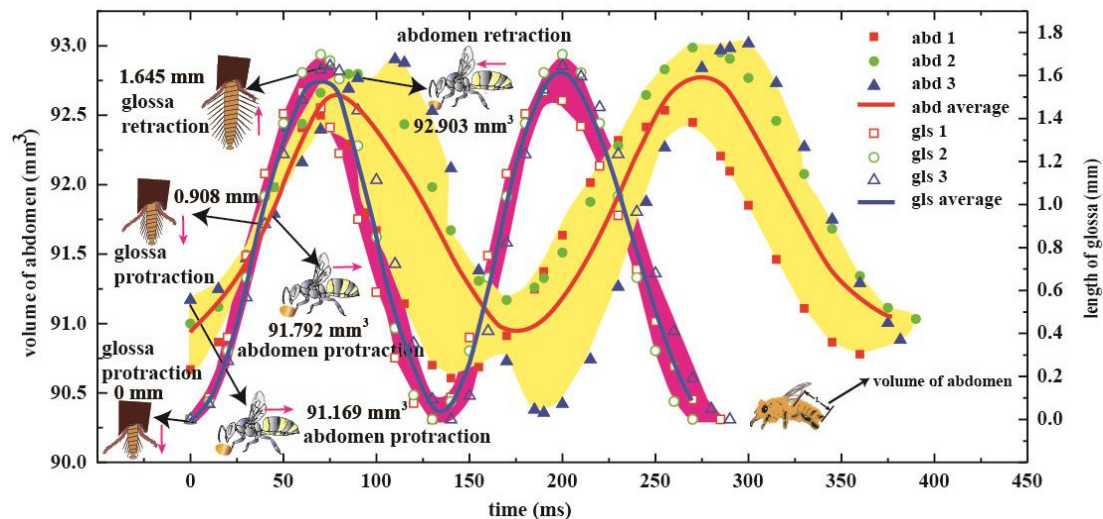 volume of abdomen (mm³)
93.0
92.5
92.0
91.5
91.0
90.5
90.0
1.645 mm
glossa
retraction
0.908 mm
glossa
protraction
glossa
protraction
0 mm
abdomen retraction
92.903 mm³
91.792 mm³
abdomen protraction
91.169 mm³
abdomen protraction
volume of abdomen
abd 1
abd 2
abd 3
abd average
gls 1
gls 2
gls 3
gls average
1.8
1.6
1.4
1.2
1.0
0.8
0.6
0.4
0.2
0.0
length of glossa (mm)
0 50 100 150 200 250 300 350 400 450
time (ms)